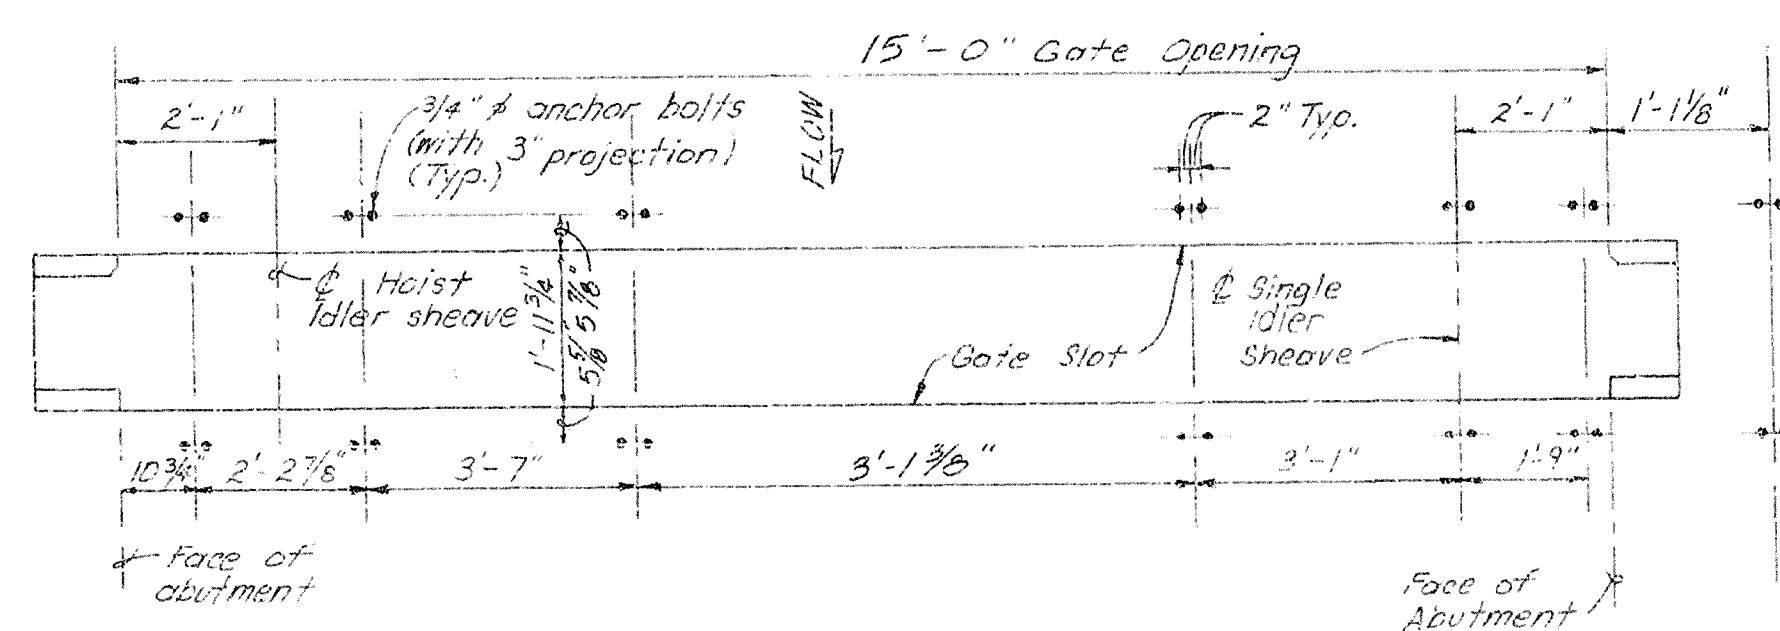 15'-0" Gate Opening
2'-1"
3/4" ⌀ anchor bolts
(with 3" projection)
(Typ.)
FLOW
2" Typ.
2'-1"
1'-1 1/8"
℄ Hoist
Idler sheave
1'-11 3/4"
5 5/8"
5 7/8"
Gate Slot
℄ Single
Idler
Sheave
10 3/4"
2'-2 7/8"
3'-7"
3'-1 3/8"
3'-1"
1'-9"
Face of
abutment
Face of
Abutment